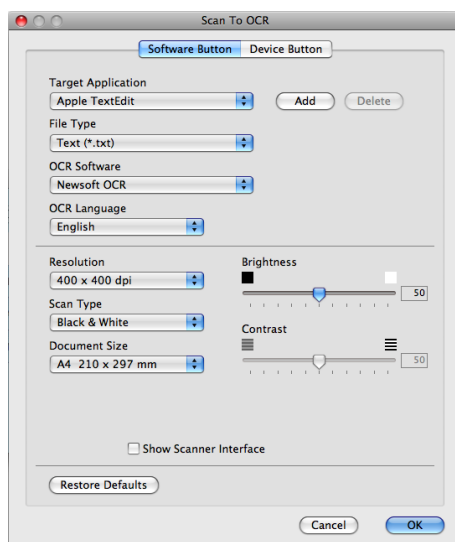 Scan To OCR
Software Button Device Button
Target Application
Apple TextEdit Add Delete
File Type
Text (*.txt)
OCR Software
Newsoft OCR
OCR Language
English
Resolution Brightness
400 x 400 dpi 50
Scan Type
Black & White Contrast
Document Size
A4 210 x 297 mm 50
Show Scanner Interface
Restore Defaults
Cancel OK